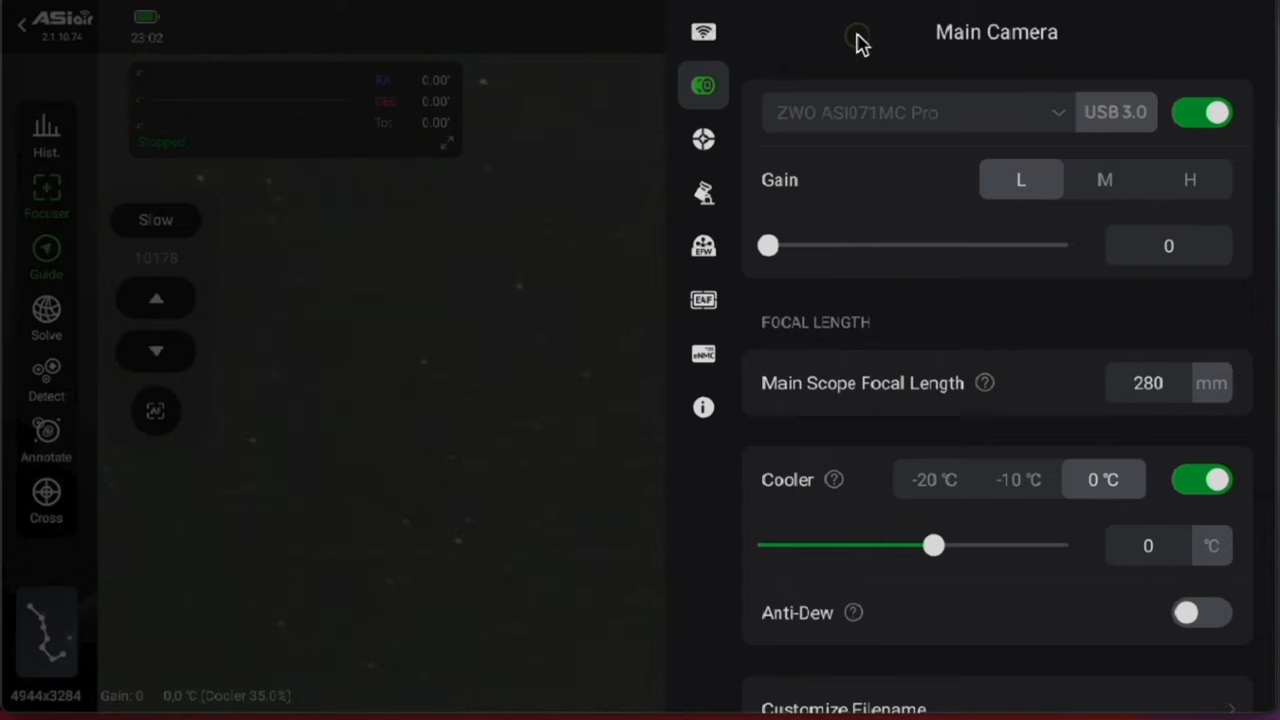 ASiair
2.1 10.74
23:02
RA 0.00"
DEC 0.00"
Tot 0.00"
Stopped
Hist.
Focuser
Guide
Solve
Detect
Annotate
Cross
Slow
10178
AF
4944x3284 Gain: 0 0,0 °C (Cooler 35.0%)
EFW
EAF
eMMC
Main Camera
ZWO ASI071MC Pro USB 3.0
Gain L M H
0
FOCAL LENGTH
Main Scope Focal Length ? 280 mm
Cooler ? -20 °C -10 °C 0 °C
0 °C
Anti-Dew ?
Customize Filename